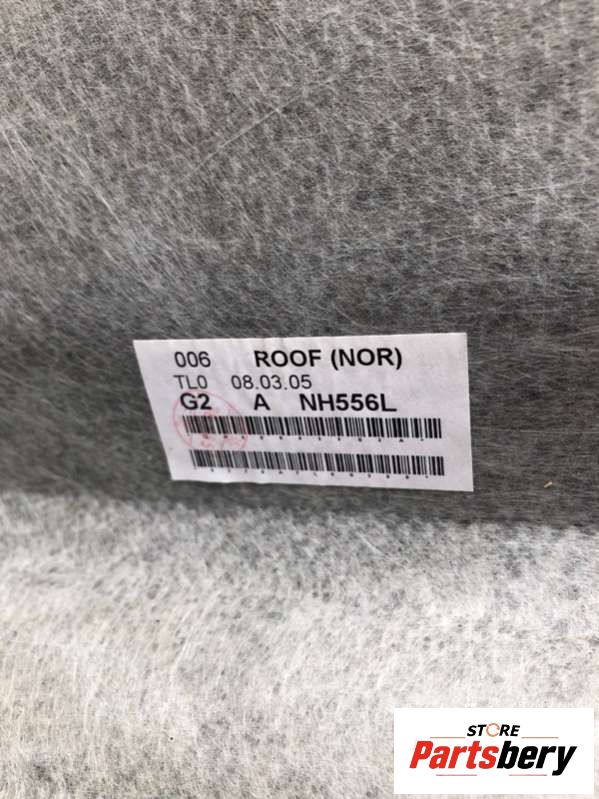 006 ROOF (NOR)
TL0 08.03.05
G2 A NH556L
STORE
Partsbery